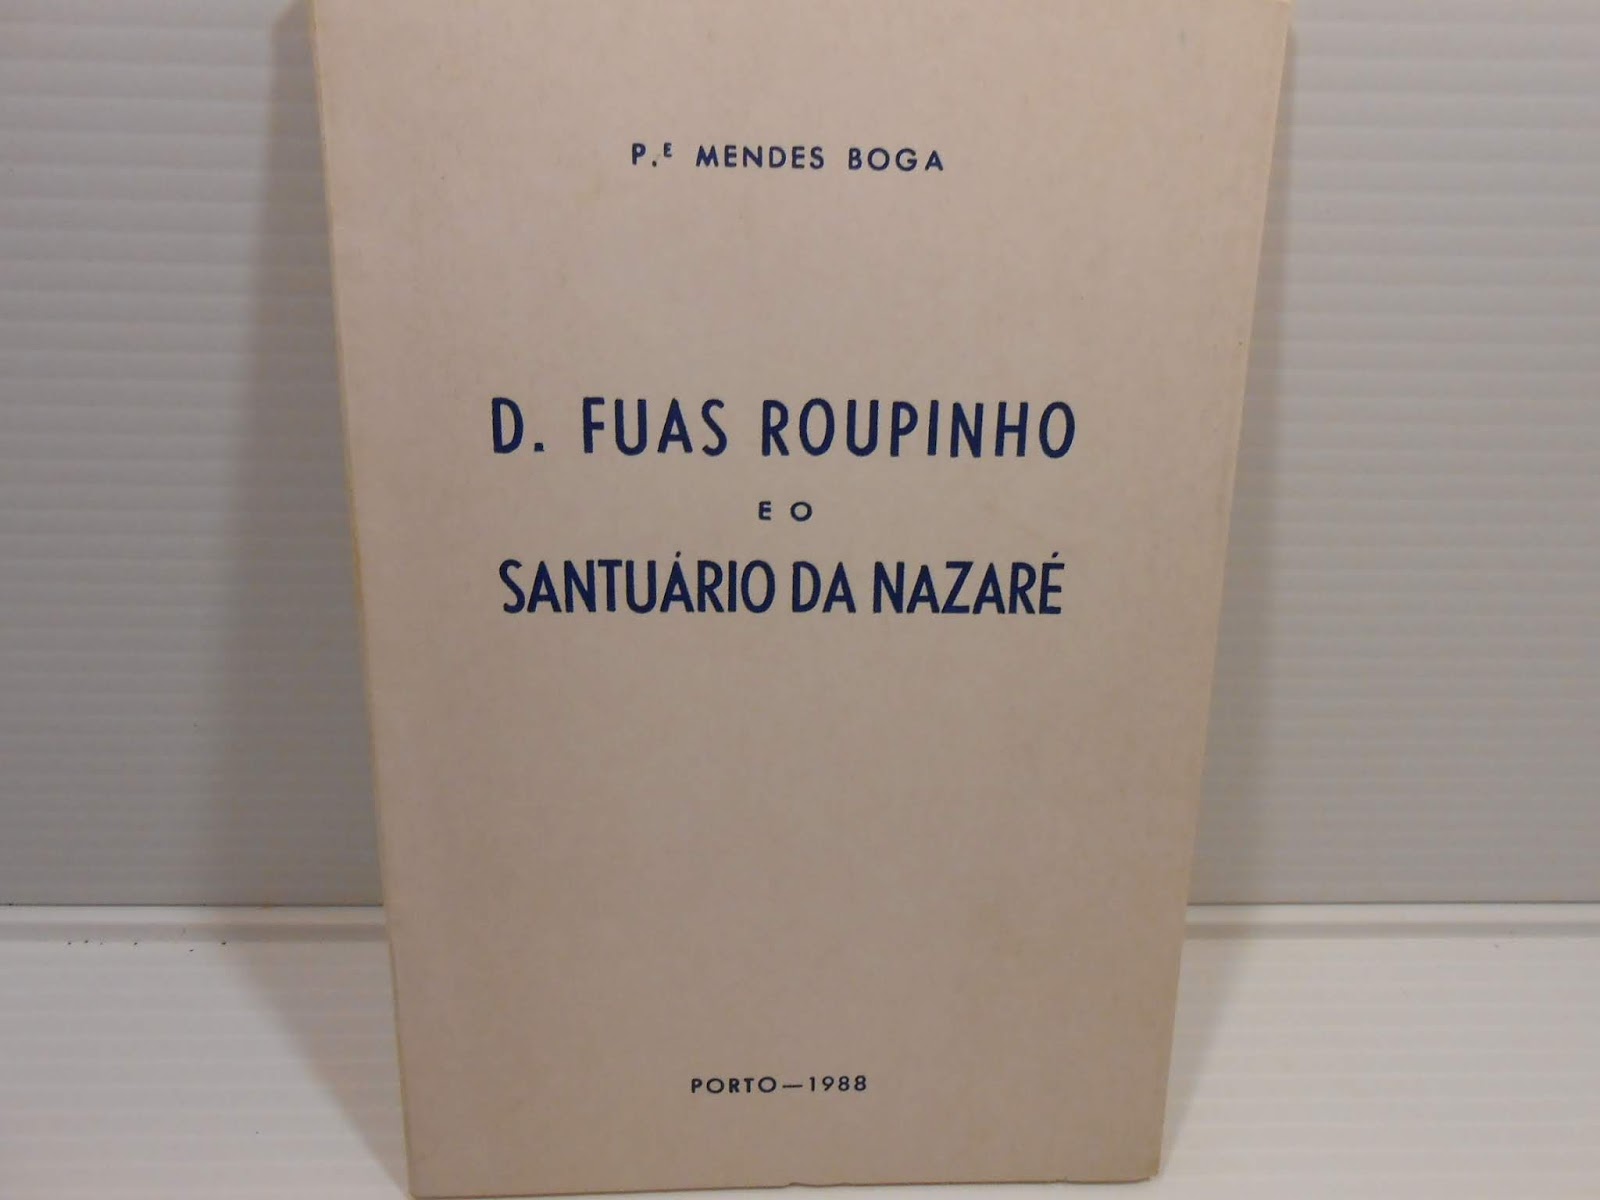 P.E MENDES BOGA
D. FUAS ROUPINHO
E O
SANTUÁRIO DA NAZARÉ
PORTO—1988